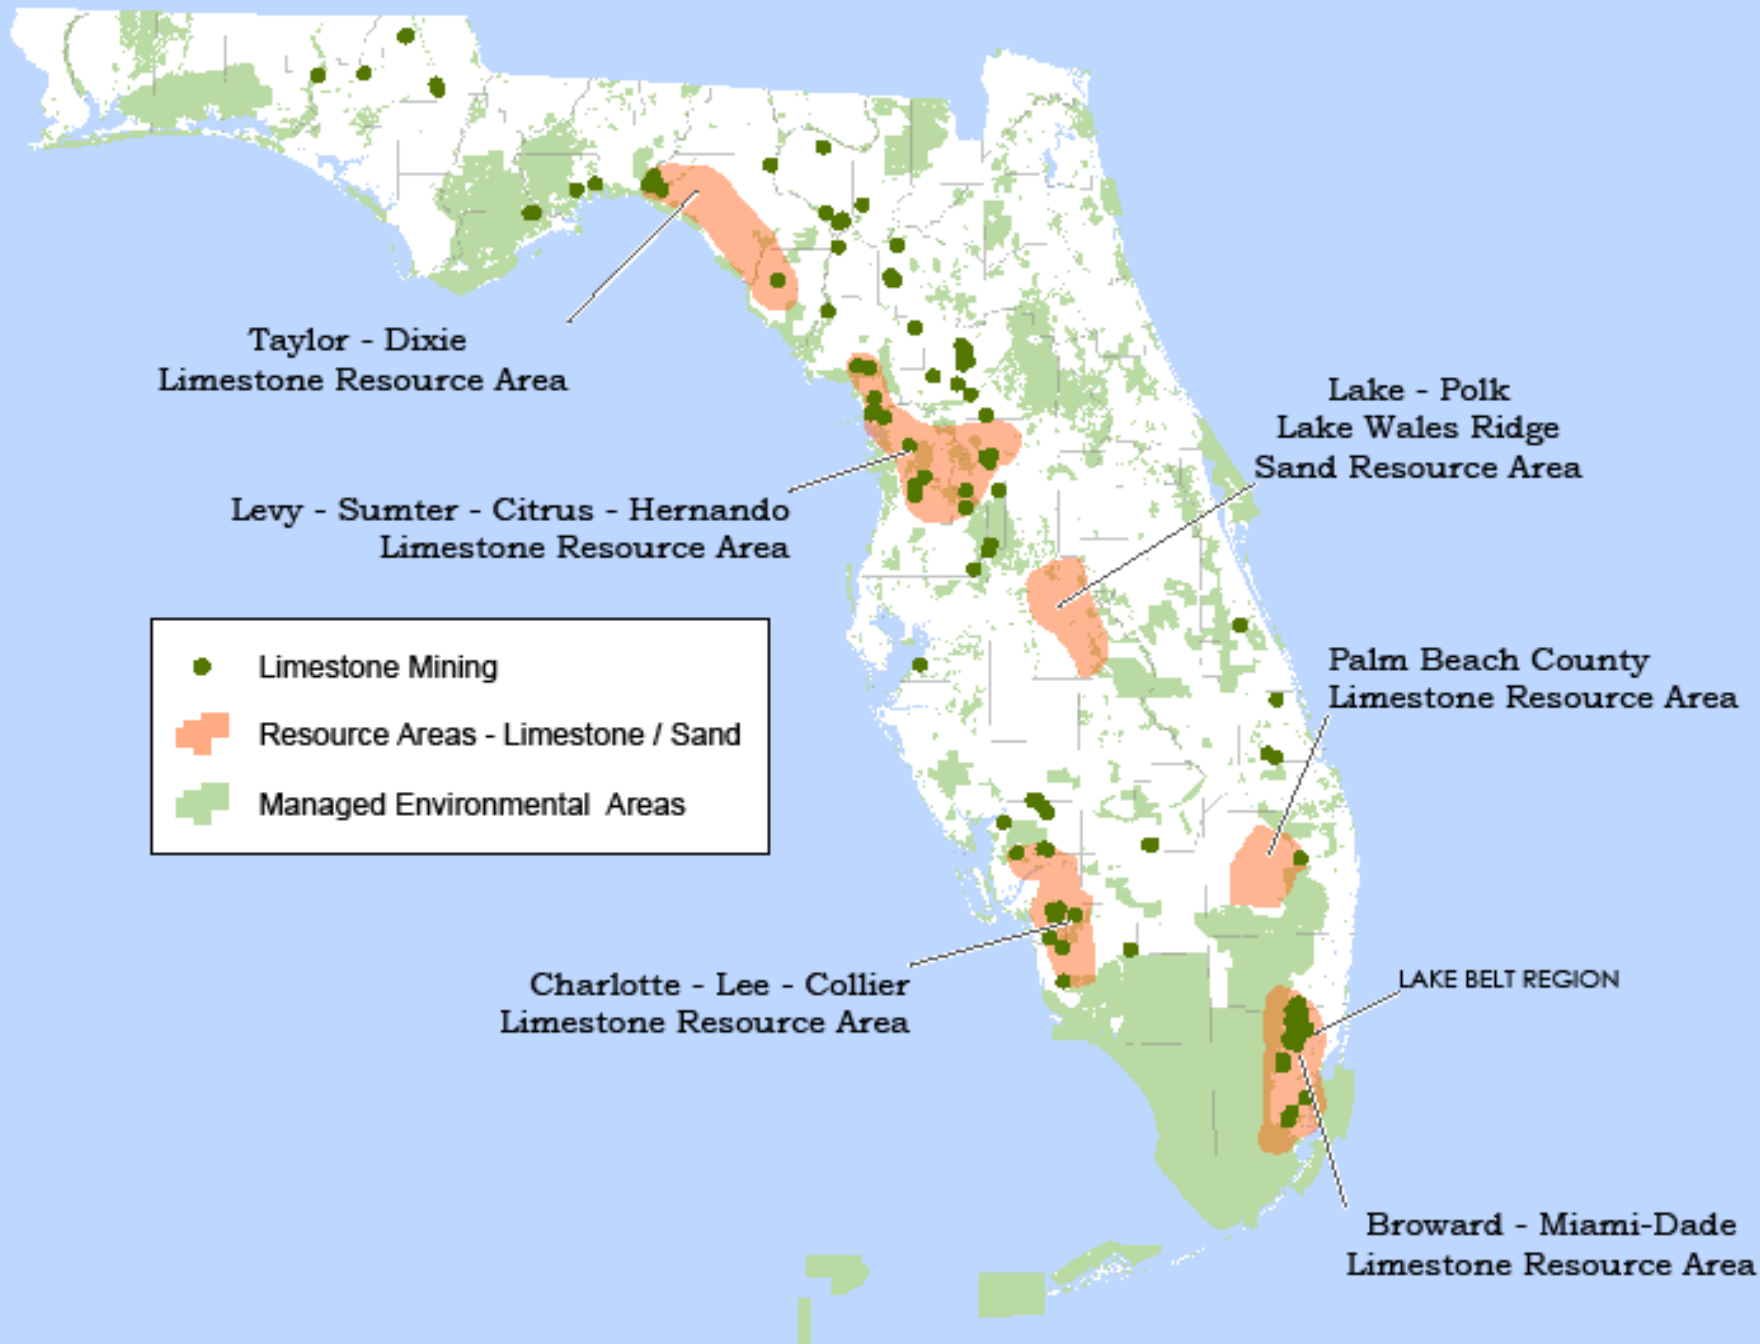 Taylor - Dixie
Limestone Resource Area
Lake - Polk
Lake Wales Ridge
Sand Resource Area
Levy - Sumter - Citrus - Hernando
Limestone Resource Area
Limestone Mining
Resource Areas - Limestone / Sand
Managed Environmental Areas
Palm Beach County
Limestone Resource Area
Charlotte - Lee - Collier
Limestone Resource Area
LAKE BELT REGION
Broward - Miami-Dade
Limestone Resource Area